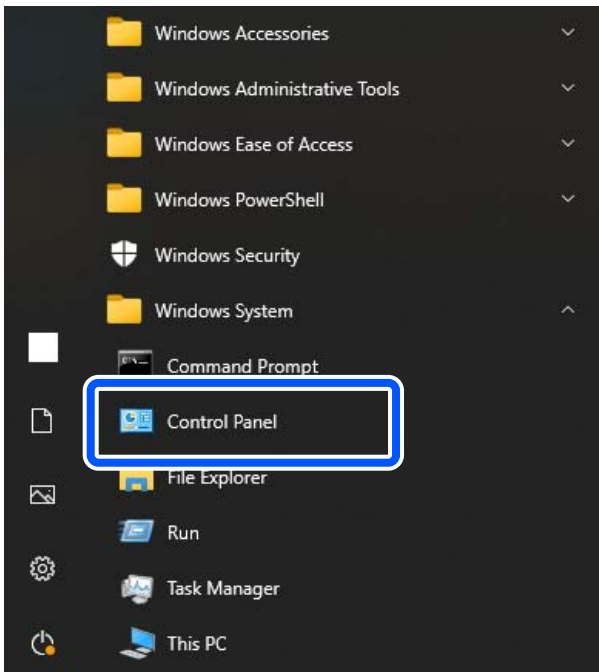 Windows Accessories
Windows Administrative Tools
Windows Ease of Access
Windows PowerShell
Windows Security
Windows System
Command Prompt
Control Panel
File Explorer
Run
Task Manager
This PC